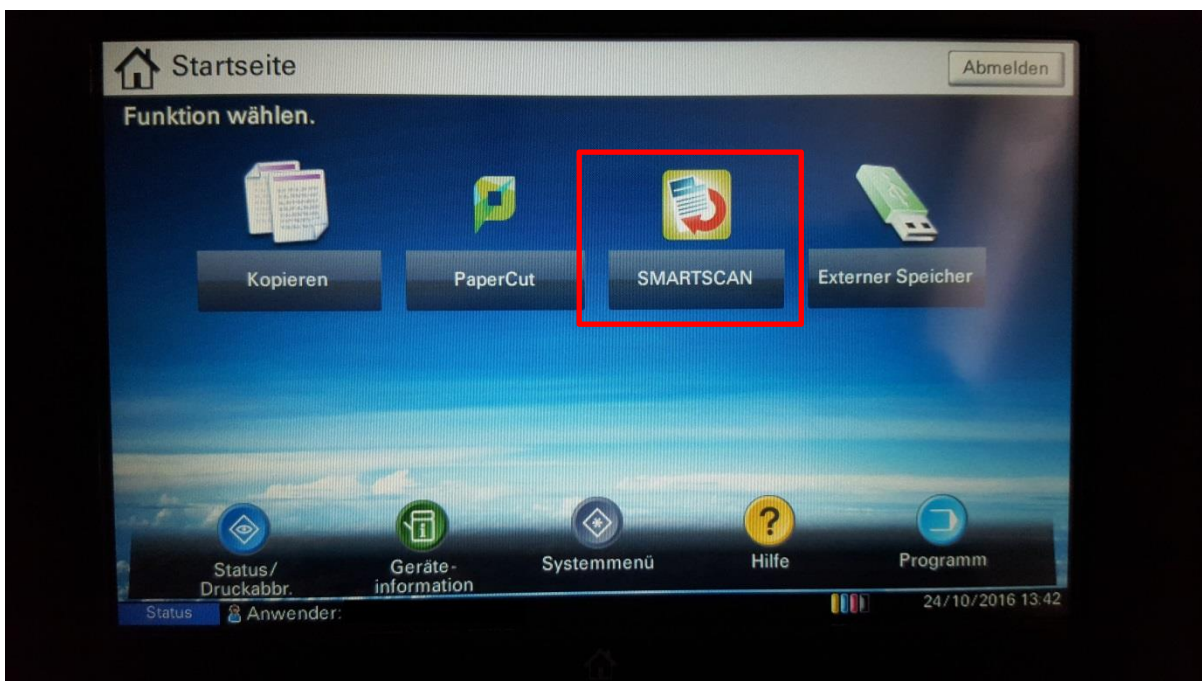 Startseite
Abmelden
Funktion wählen.
Kopieren
PaperCut
SMARTSCAN
Externer Speicher
Status/
Druckabbr.
Geräte-
information
Systemmenü
Hilfe
Programm
Status
Anwender:
24/10/2016 13:42